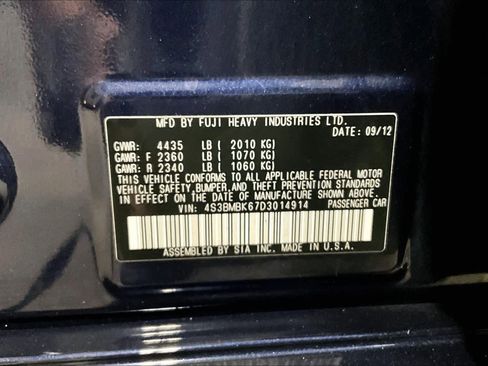 MFD BY FUJI HEAVY INDUSTRIES LTD.
DATE: 09/12
GVWR: 4435 LB ( 2010 KG)
GAWR: F 2360 LB ( 1070 KG)
GAWR: R 2340 LB ( 1060 KG)
THIS VEHICLE CONFORMS TO ALL APPLICABLE FEDERAL MOTOR
VEHICLE SAFETY, BUMPER, AND THEFT PREVENTION STANDARDS
IN EFFECT ON THE DATE OF MANUFACTURE SHOWN ABOVE.
VIN: 4S3BMBK67D3014914 PASSENGER CAR
ASSEMBLED BY SIA INC. MADE IN U.S.A.